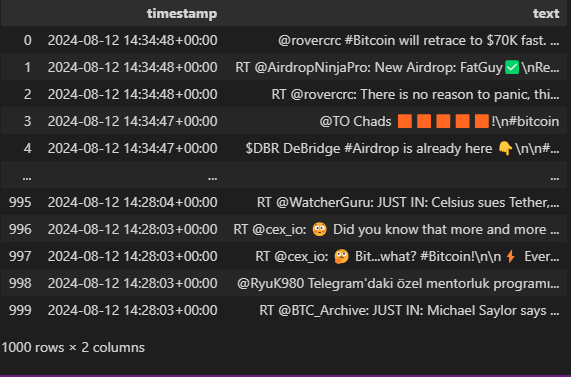 timestamp text
0 2024-08-12 14:34:48+00:00 @rovercrc #Bitcoin will retrace to $70K fast. ...
1 2024-08-12 14:34:48+00:00 RT @AirdropNinjaPro: New Airdrop: FatGuy✅\nRe...
2 2024-08-12 14:34:48+00:00 RT @rovercrc: There is no reason to panic, thi...
3 2024-08-12 14:34:47+00:00 @TO Chads 🟧🟧🟧🟧🟧!\n#bitcoin
4 2024-08-12 14:34:47+00:00 $DBR DeBridge #Airdrop is already here 👇\n\n#...
... ... ...
995 2024-08-12 14:28:04+00:00 RT @WatcherGuru: JUST IN: Celsius sues Tether,...
996 2024-08-12 14:28:03+00:00 RT @cex_io: 😳 Did you know that more and more ...
997 2024-08-12 14:28:03+00:00 RT @cex_io: 🤔 Bit...what? #Bitcoin!\n\n⚡ Ever...
998 2024-08-12 14:28:03+00:00 @RyuK980 Telegram'daki özel mentorluk programı...
999 2024-08-12 14:28:03+00:00 RT @BTC_Archive: JUST IN: Michael Saylor says ...
1000 rows × 2 columns